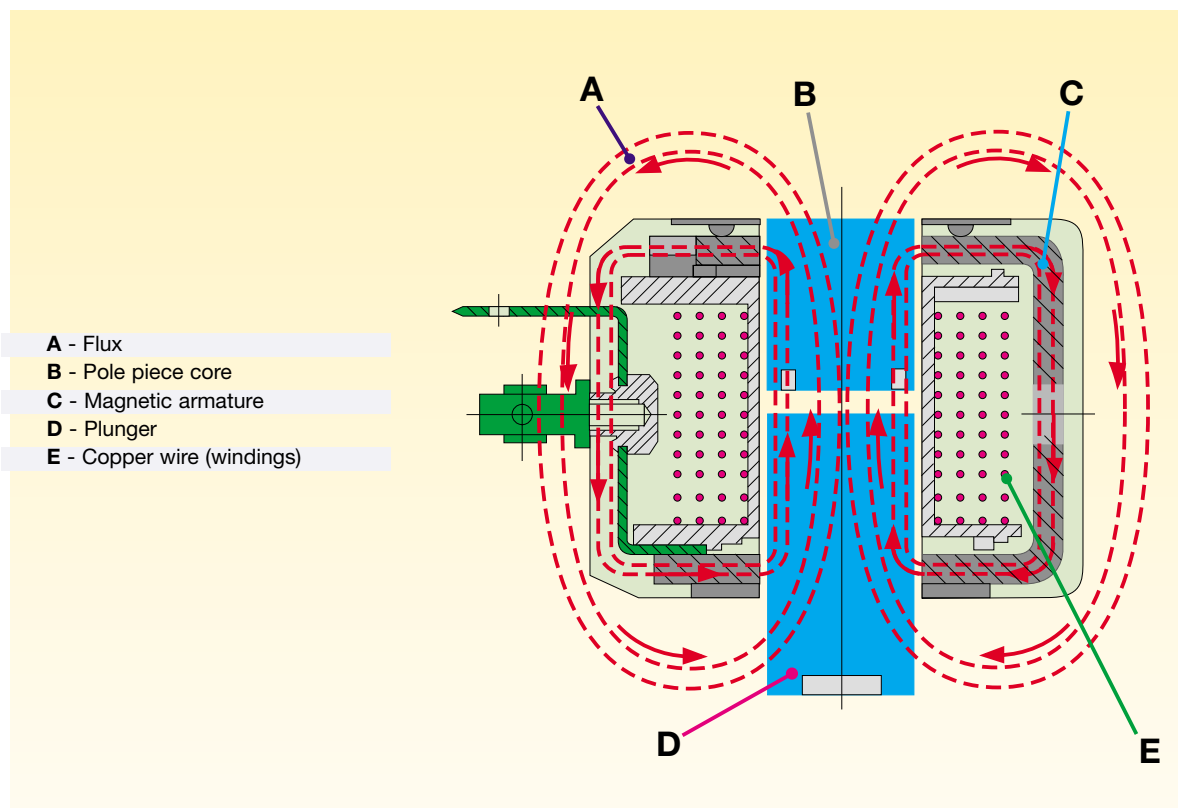 A B C
A - Flux
B - Pole piece core
C - Magnetic armature
D - Plunger
E - Copper wire (windings)
D E